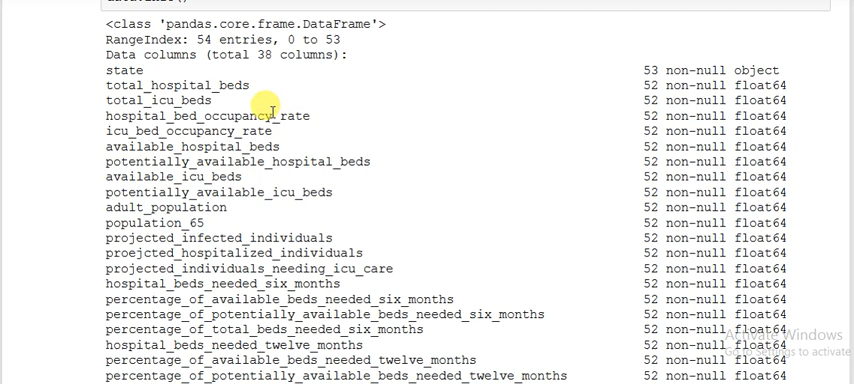 <class 'pandas.core.frame.DataFrame'>
RangeIndex: 54 entries, 0 to 53
Data columns (total 38 columns):
state 53 non-null object
total_hospital_beds 52 non-null float64
total_icu_beds 52 non-null float64
hospital_bed_occupancy_rate 52 non-null float64
icu_bed_occupancy_rate 52 non-null float64
available_hospital_beds 52 non-null float64
potentially_available_hospital_beds 52 non-null float64
available_icu_beds 52 non-null float64
potentially_available_icu_beds 52 non-null float64
adult_population 52 non-null float64
population_65 52 non-null float64
projected_infected_individuals 52 non-null float64
proejcted_hospitalized_individuals 52 non-null float64
projected_individuals_needing_icu_care 52 non-null float64
hospital_beds_needed_six_months 52 non-null float64
percentage_of_available_beds_needed_six_months 52 non-null float64
percentage_of_potentially_available_beds_needed_six_months 52 non-null float64
percentage_of_total_beds_needed_six_months 52 non-null float64
hospital_beds_needed_twelve_months 52 non-null float64
percentage_of_available_beds_needed_twelve_months 52 non-null float64
percentage_of_potentially_available_beds_needed_twelve_months 52 non-null float64
Activate Windows
Go to Settings to activate